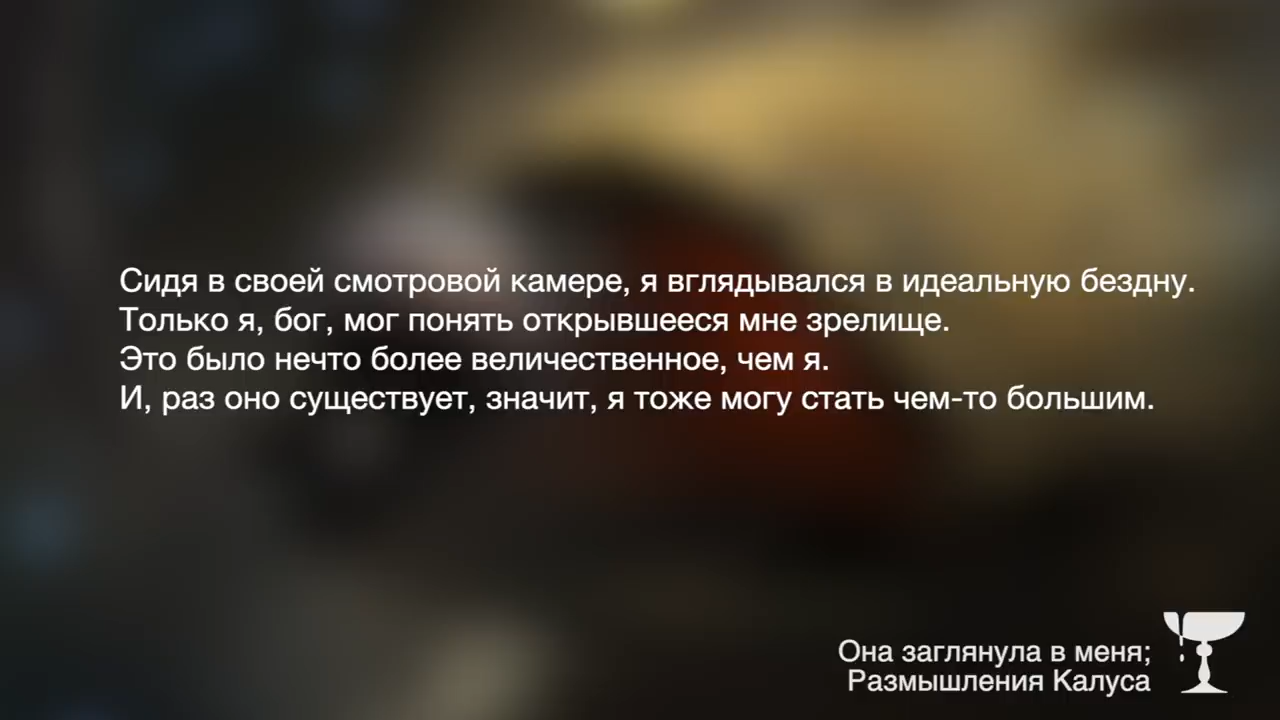 Сидя в своей смотровой камере, я вглядывался в идеальную бездну.
Только я, бог, мог понять открывшееся мне зрелище.
Это было нечто более величественное, чем я.
И, раз оно существует, значит, я тоже могу стать чем-то большим.
Она заглянула в меня;
Размышления Калуса